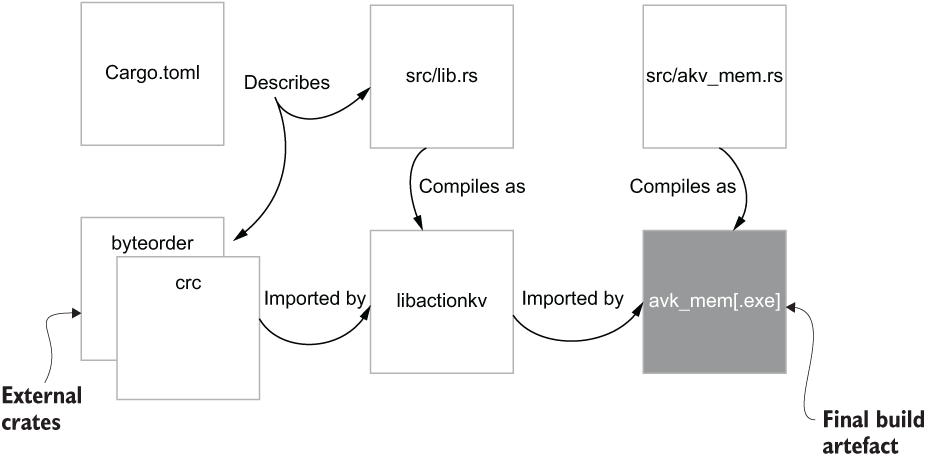 Cargo.toml
Describes
src/lib.rs
src/akv_mem.rs
Compiles as
Compiles as
byteorder
crc
Imported by
libactionkv
Imported by
avk_mem[.exe]
External
crates
Final build
artefact